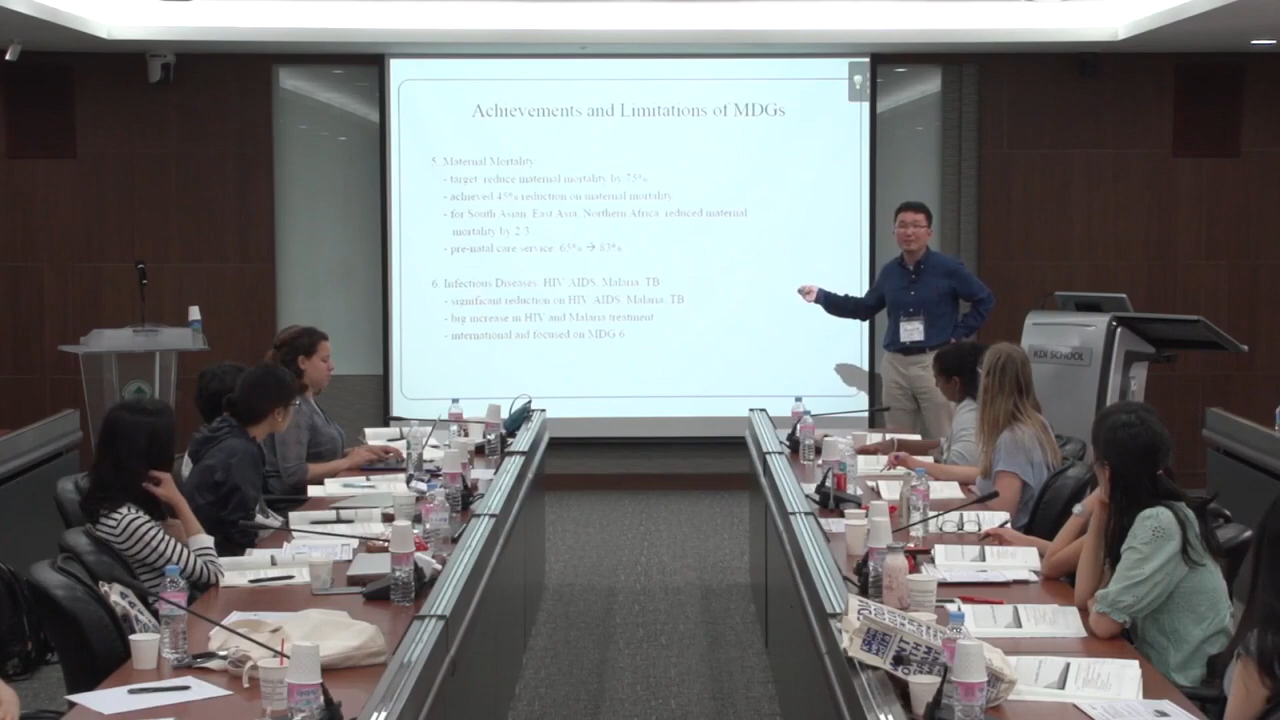 Achievements and Limitations of MDGs
5. Maternal Mortality
- target: reduce maternal mortality by 75%
- achieved 45% reduction on maternal mortality
- for South Asian, East Asia, Northern Africa: reduced maternal
mortality by 2/3
- pre-natal care service: 65% → 83%
6. Infectious Diseases: HIV/AIDS, Malaria, TB
- significant reduction on HIV/AIDS, Malaria, TB
- big increase in HIV and Malaria treatment
- international aid focused on MDG 6
KDI SCHOOL